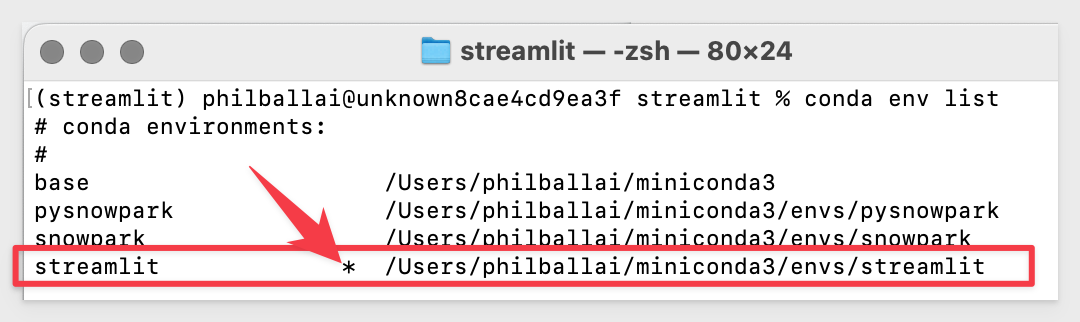 streamlit — -zsh — 80×24
(streamlit) philballai@unknown8cae4cd9ea3f streamlit % conda env list
# conda environments:
#
base                     /Users/philballai/miniconda3
pysnowpark               /Users/philballai/miniconda3/envs/pysnowpark
snowpark                 /Users/philballai/miniconda3/envs/snowpark
streamlit             *  /Users/philballai/miniconda3/envs/streamlit